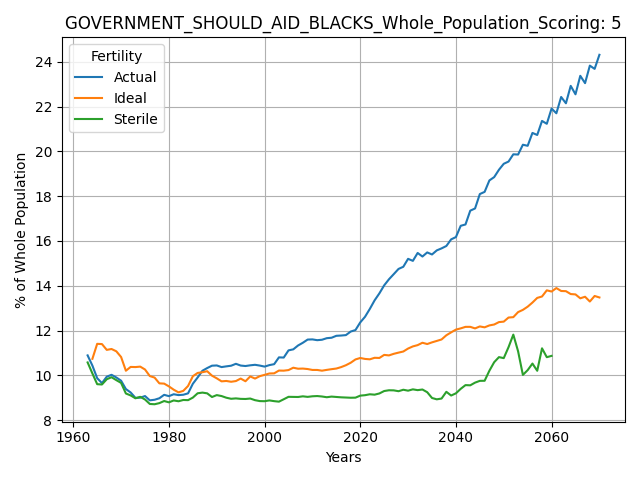 GOVERNMENT_SHOULD_AID_BLACKS_Whole_Population_Scoring: 5
Fertility
Actual
Ideal
Sterile
% of Whole Population
24
22
20
18
16
14
12
10
8
1960
1980
2000
2020
2040
2060
Years